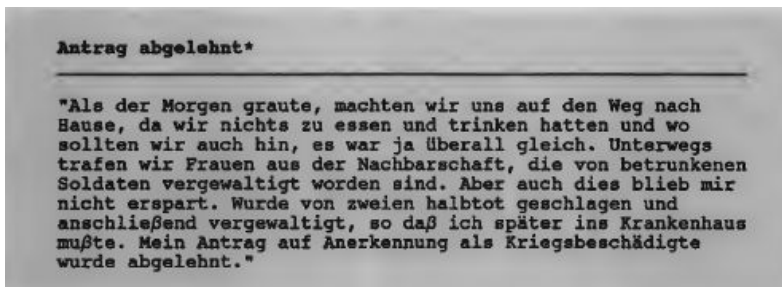 Antrag abgelehnt*
"Als der Morgen graute, machten wir uns auf den Weg nach
Hause, da wir nichts zu essen und trinken hatten und wo
sollten wir auch hin, es war ja überall gleich. Unterwegs
trafen wir Frauen aus der Nachbarschaft, die von betrunkenen
Soldaten vergewaltigt worden sind. Aber auch dies blieb mir
nicht erspart. Wurde von zweien halbtot geschlagen und
anschließend vergewaltigt, so daß ich später ins Krankenhaus
mußte. Mein Antrag auf Anerkennung als Kriegsbeschädigte
wurde abgelehnt."